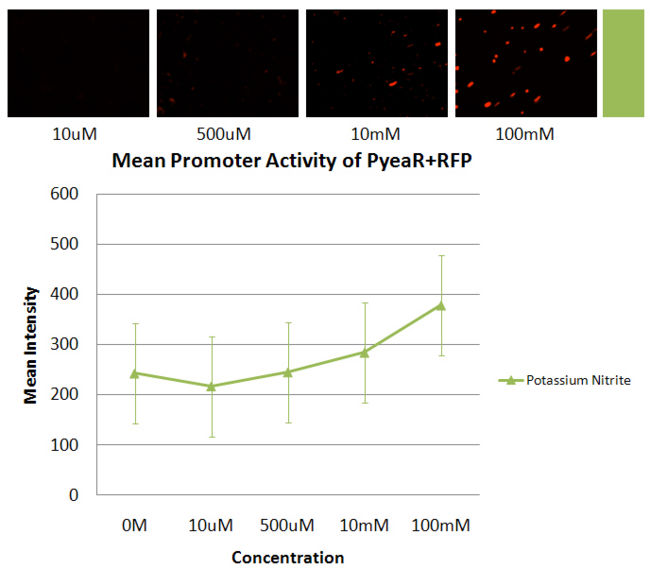 10uM 500uM 10mM 100mM
Mean Promoter Activity of PyeaR+RFP
600
500
400
300
200
100
0
Mean Intensity
Potassium Nitrite
0M 10uM 500uM 10mM 100mM
Concentration